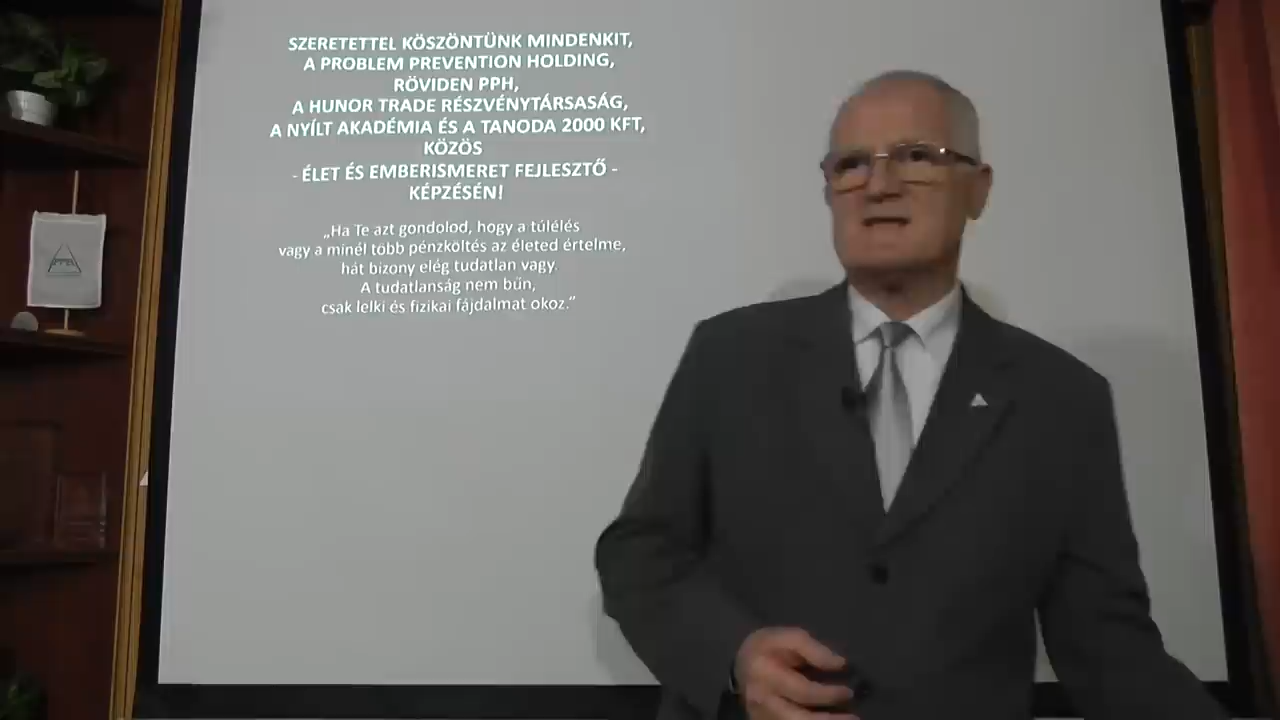 SZERETETTEL KÖSZÖNTÜNK MINDENKIT,
A PROBLEM PREVENTION HOLDING,
RÖVIDEN PPH,
A HUNOR TRADE RÉSZVÉNYTÁRSASÁG,
A NYÍLT AKADÉMIA ÉS A TANODA 2000 KFT,
KÖZÖS
- ÉLET ÉS EMBERISMERET FEJLESZTŐ -
KÉPZÉSÉN!
„Ha Te azt gondolod, hogy a túlélés
vagy a minél több pénzköltés az életed értelme,
hát bizony elég tudatlan vagy.
A tudatlanság nem bűn,
csak lelki és fizikai fájdalmat okoz.”